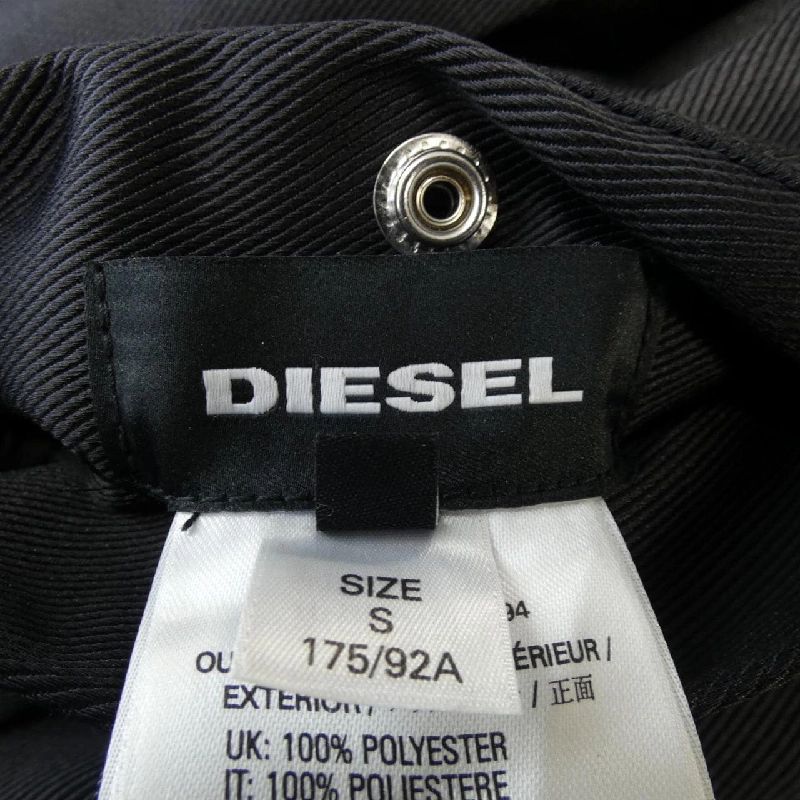 DIESEL
SIZE
S
175/92A
94
OU ÉRIEUR /
EXTERIOR / / 正面
UK: 100% POLYESTER
IT: 100% POLIESTERE